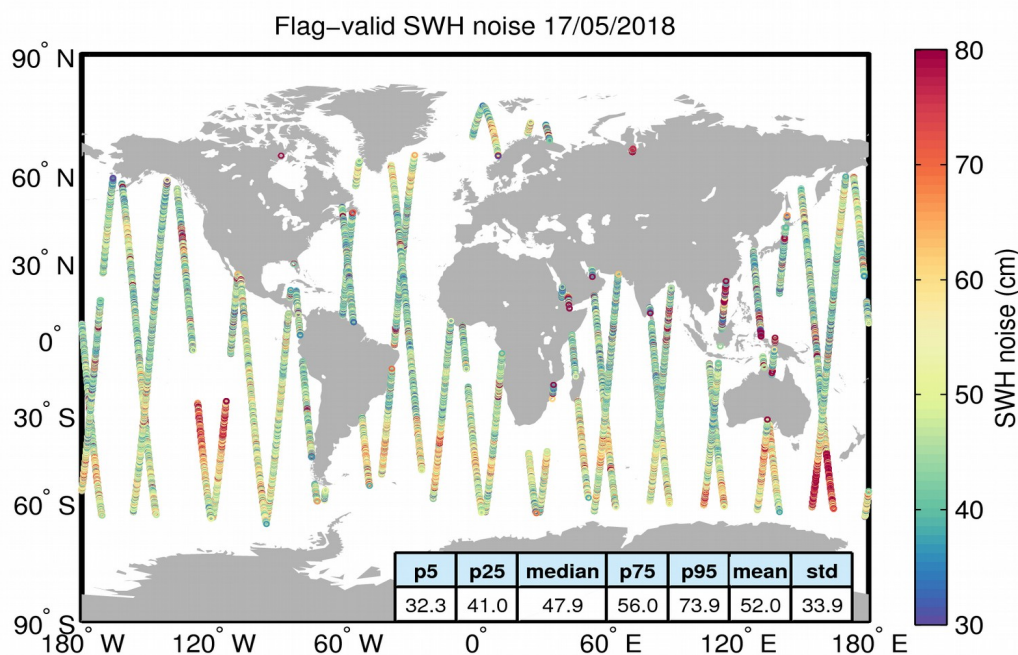 Flag−valid SWH noise 17/05/2018
90° N
60° N
30° N
0°
30° S
60° S
90° S
180° W
120° W
60° W
0°
60° E
120° E
180° E
80
70
60
50
40
30
SWH noise (cm)
p5 p25 median p75 p95 mean std
32.3 41.0 47.9 56.0 73.9 52.0 33.9